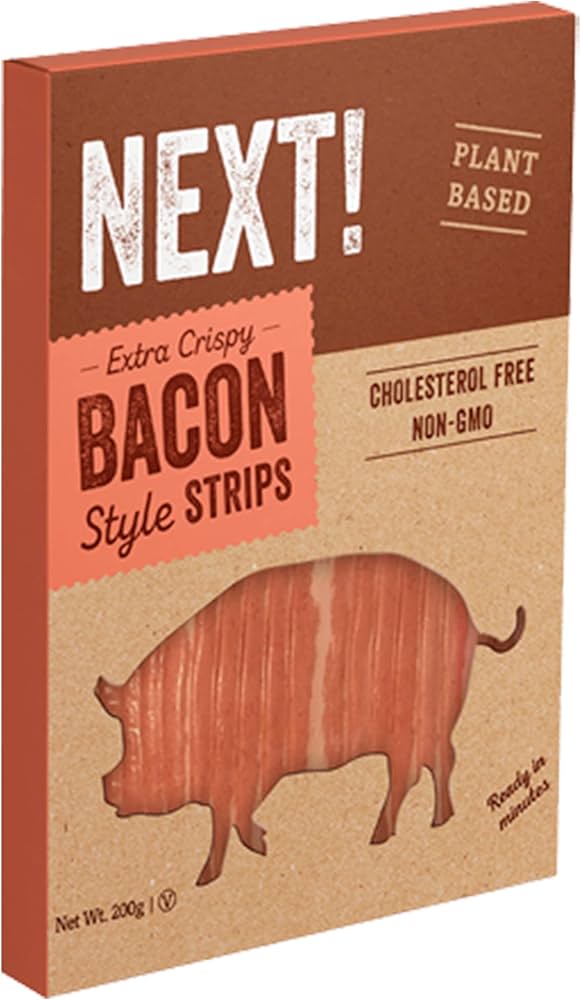 NEXT!
PLANT
BASED
– Extra Crispy –
BACON
Style STRIPS
CHOLESTEROL FREE
NON-GMO
Ready in
minutes
Net Wt. 200g | V